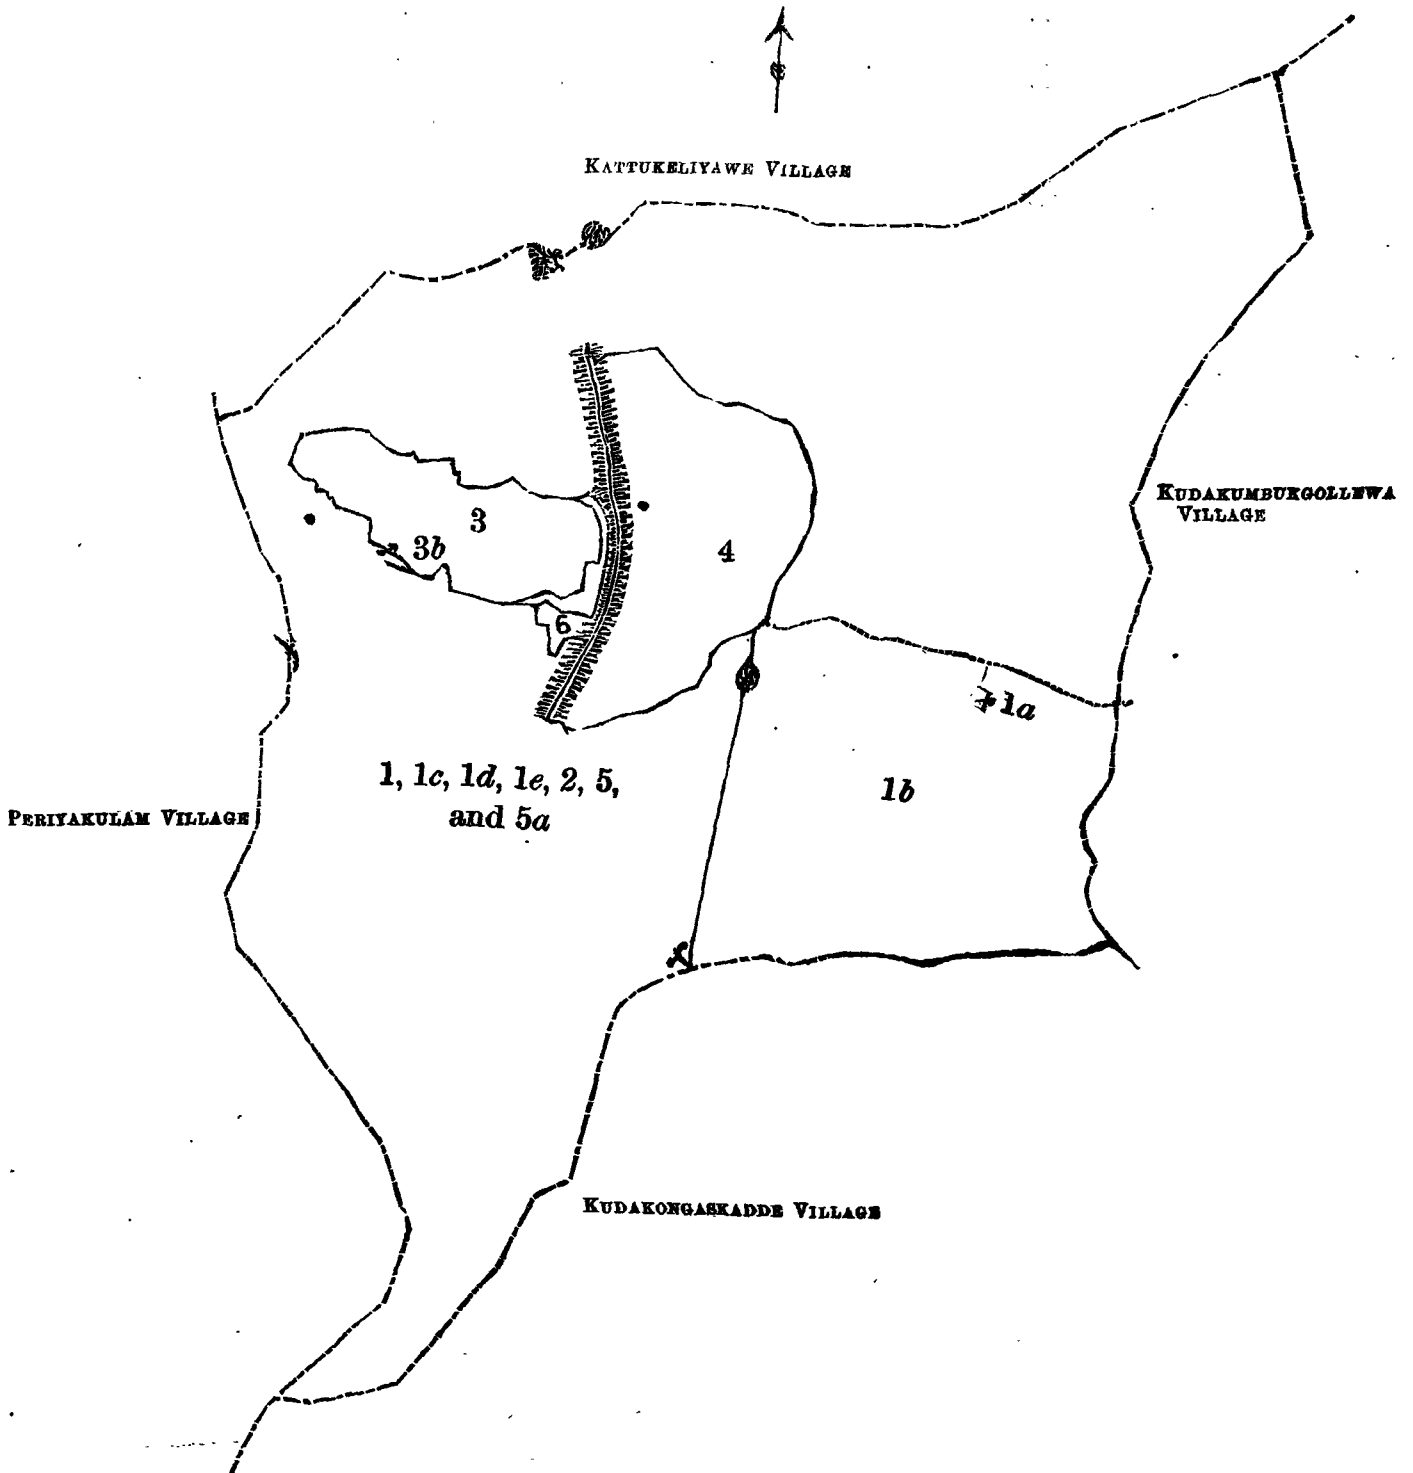 KATTUKELIYAWE VILLAGE
KUDAKUMBUKGOLLEWA
VILLAGE
3
3b
4
6
1a
1, 1c, 1d, 1e, 2, 5,
and 5a
1b
PERIYAKULAM VILLAGE
KUDAKONGASKADDE VILLAGE